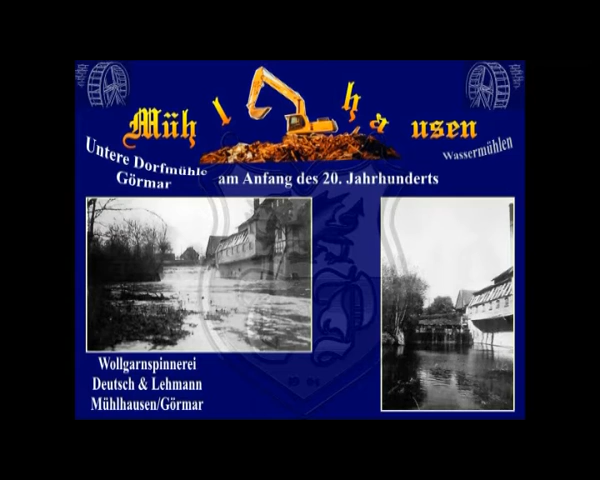 Mühlhausen
Untere Dorfmühle
Görmar
Wassermühlen
am Anfang des 20. Jahrhunderts
Wollgarnspinnerei
Deutsch & Lehmann
Mühlhausen/Görmar